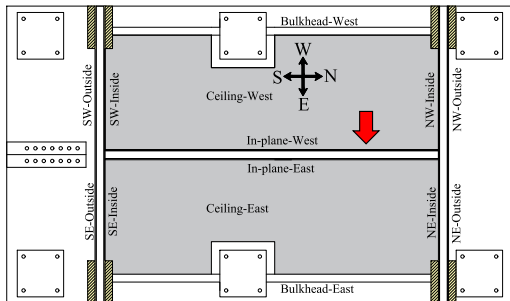 Bulkhead-West
W
S N
E
SW-Outside
SW-Inside
Ceiling-West
NW-Inside
NW-Outside
In-plane-West
In-plane-East
SE-Outside
SE-Inside
Ceiling-East
NE-Inside
NE-Outside
Bulkhead-East